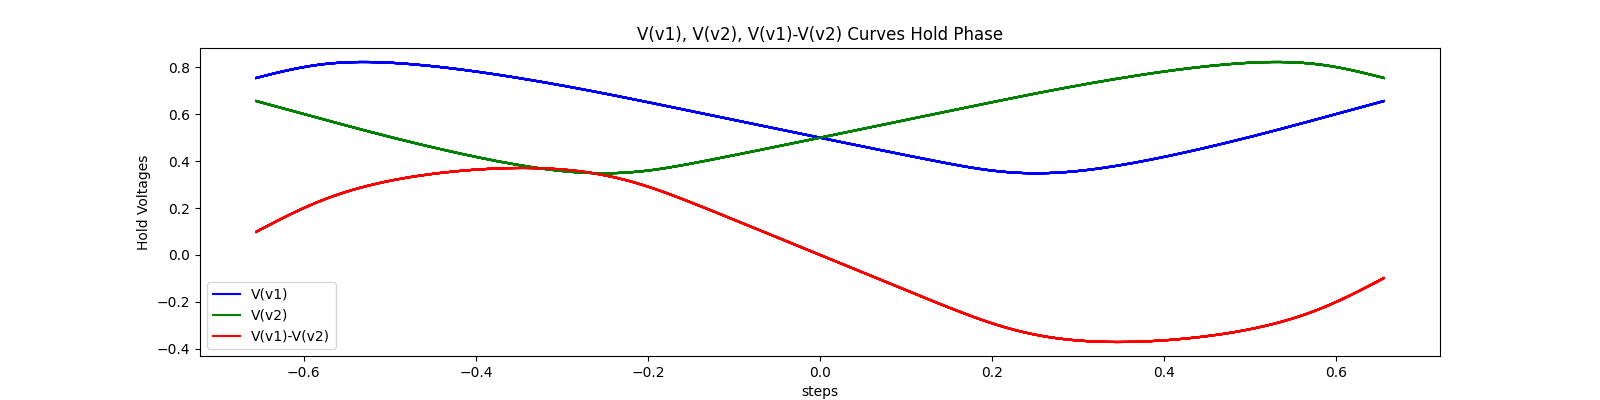 V(v1), V(v2), V(v1)-V(v2) Curves Hold Phase
Hold Voltages
0.8
0.6
0.4
0.2
0.0
−0.2
−0.4
V(v1)
V(v2)
V(v1)-V(v2)
−0.6
−0.4
−0.2
0.0
0.2
0.4
0.6
steps